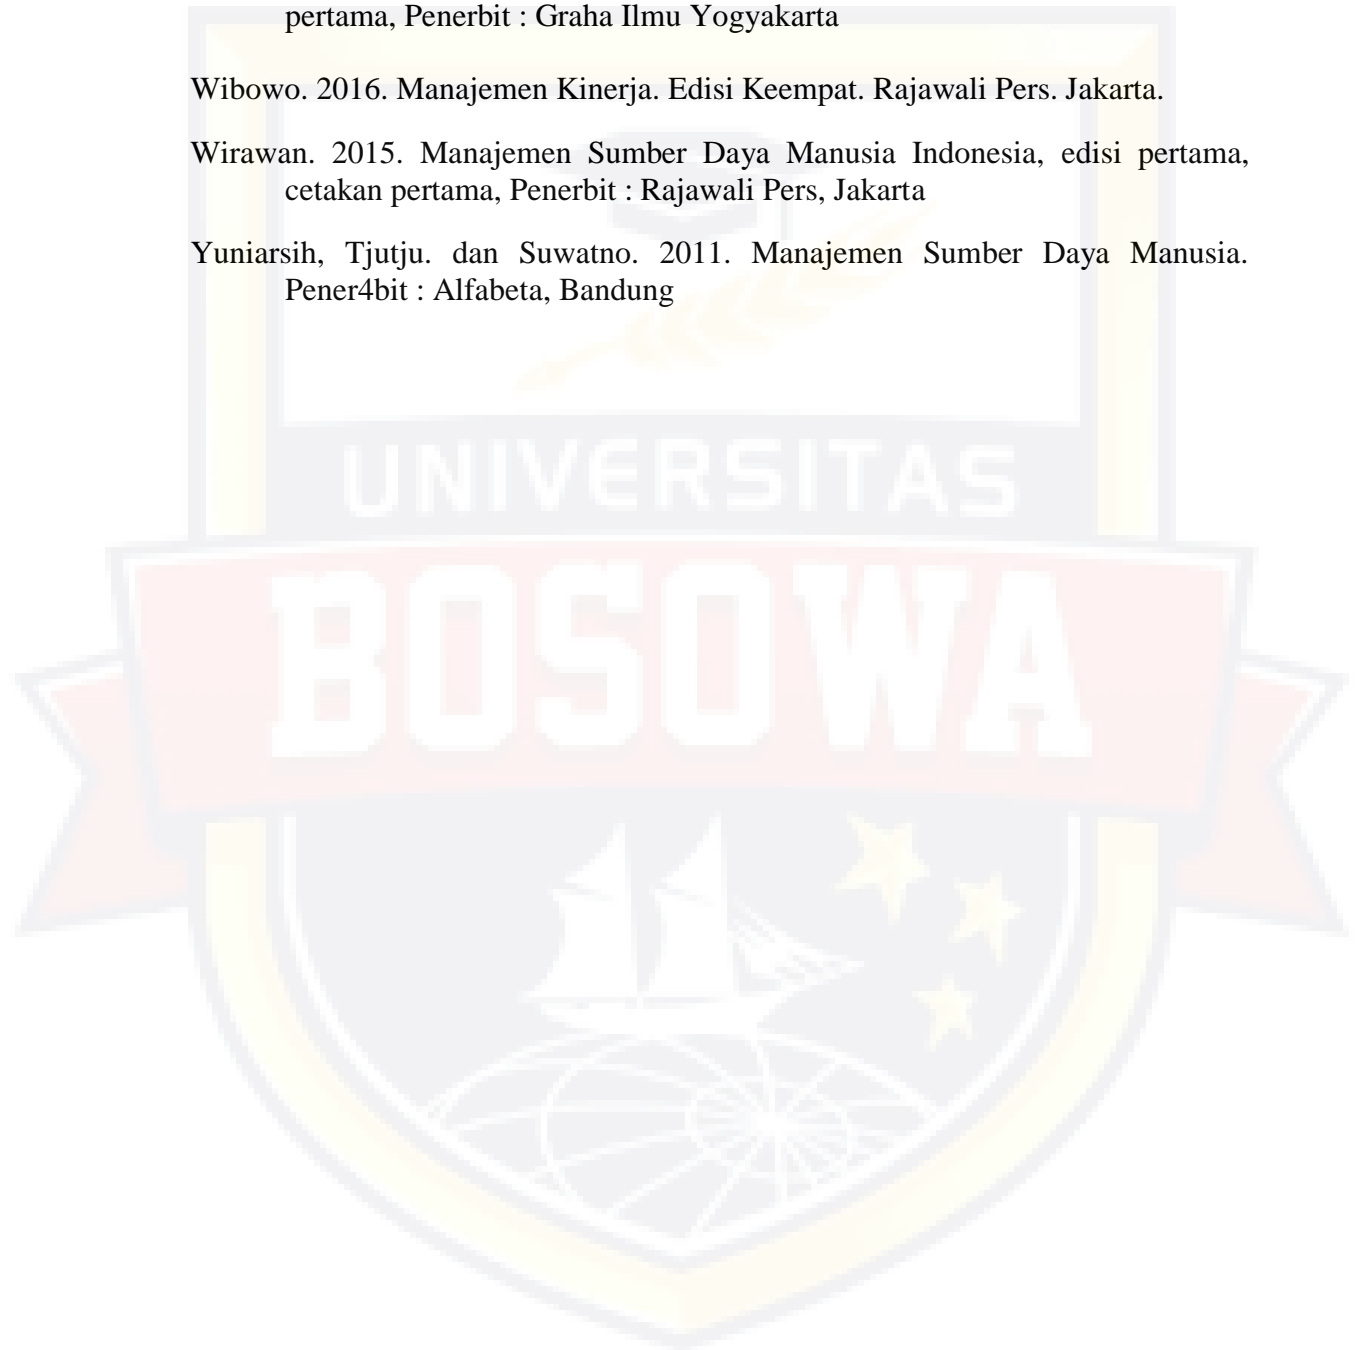 pertama, Penerbit : Graha Ilmu Yogyakarta
Wibowo. 2016. Manajemen Kinerja. Edisi Keempat. Rajawali Pers. Jakarta.
Wirawan. 2015. Manajemen Sumber Daya Manusia Indonesia, edisi pertama,
cetakan pertama, Penerbit : Rajawali Pers, Jakarta
Yuniarsih, Tjutju. dan Suwatno. 2011. Manajemen Sumber Daya Manusia.
Pener4bit : Alfabeta, Bandung
UNIVERSITAS
BOSOWA